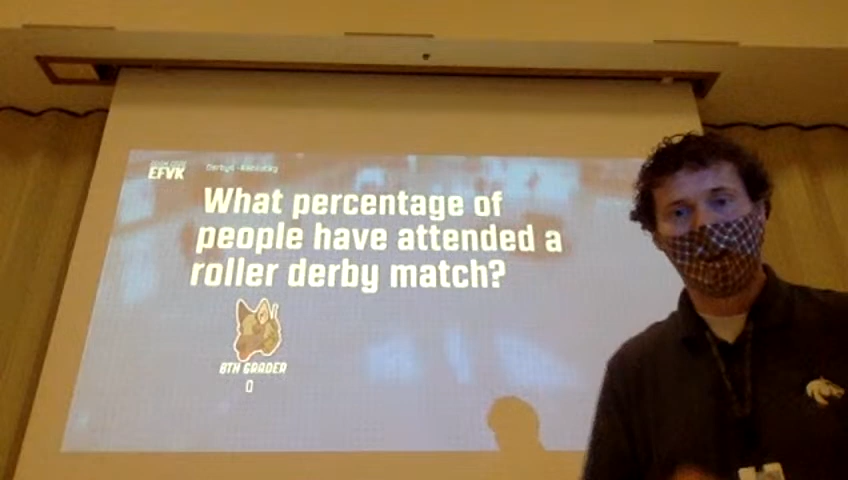 EFVK
What percentage of
people have attended a
roller derby match?
8TH GRADER
0